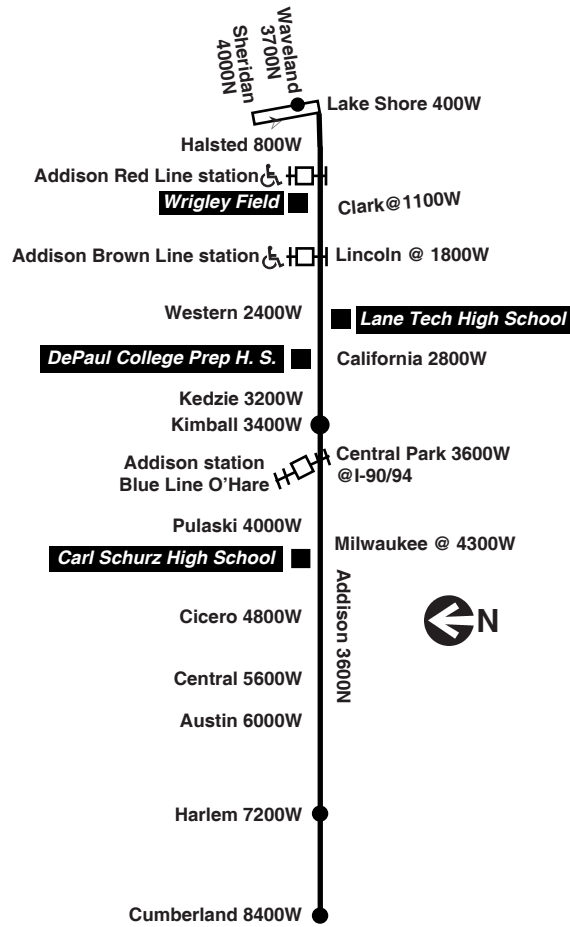 Waveland
3700N
Sheridan
4000N
Lake Shore 400W
Halsted 800W
Addison Red Line station
Wrigley Field
Clark@1100W
Addison Brown Line station
Lincoln @ 1800W
Western 2400W
Lane Tech High School
DePaul College Prep H. S.
California 2800W
Kedzie 3200W
Kimball 3400W
Central Park 3600W
@I-90/94
Addison station
Blue Line O’Hare
Pulaski 4000W
Milwaukee @ 4300W
Carl Schurz High School
Addison 3600N
Cicero 4800W
N
Central 5600W
Austin 6000W
Harlem 7200W
Cumberland 8400W